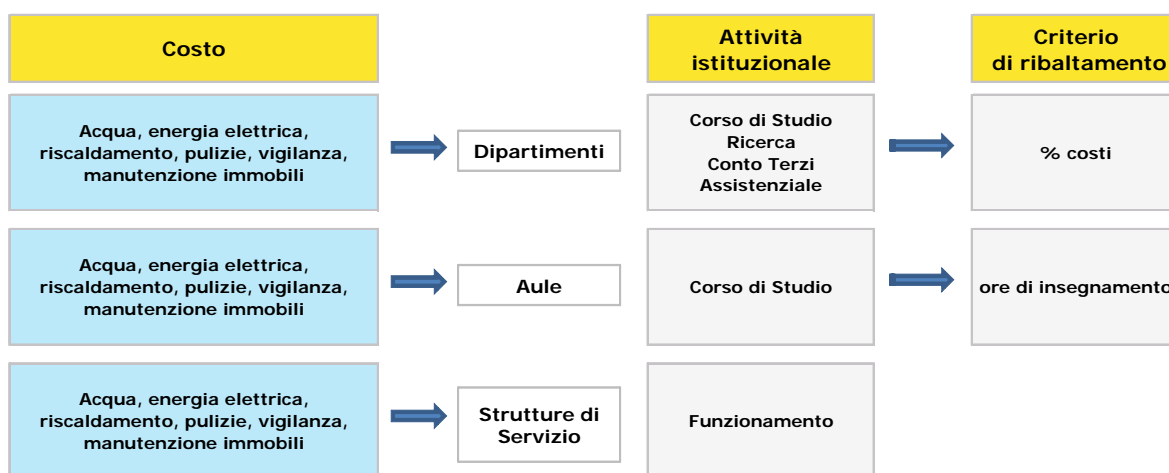 Costo
Attività
istituzionale
Criterio
di ribaltamento
Acqua, energia elettrica,
riscaldamento, pulizie, vigilanza,
manutenzione immobili
Dipartimenti
Corso di Studio
Ricerca
Conto Terzi
Assistenziale
% costi
Acqua, energia elettrica,
riscaldamento, pulizie, vigilanza,
manutenzione immobili
Aule
Corso di Studio
ore di insegnamento
Acqua, energia elettrica,
riscaldamento, pulizie, vigilanza,
manutenzione immobili
Strutture di
Servizio
Funzionamento